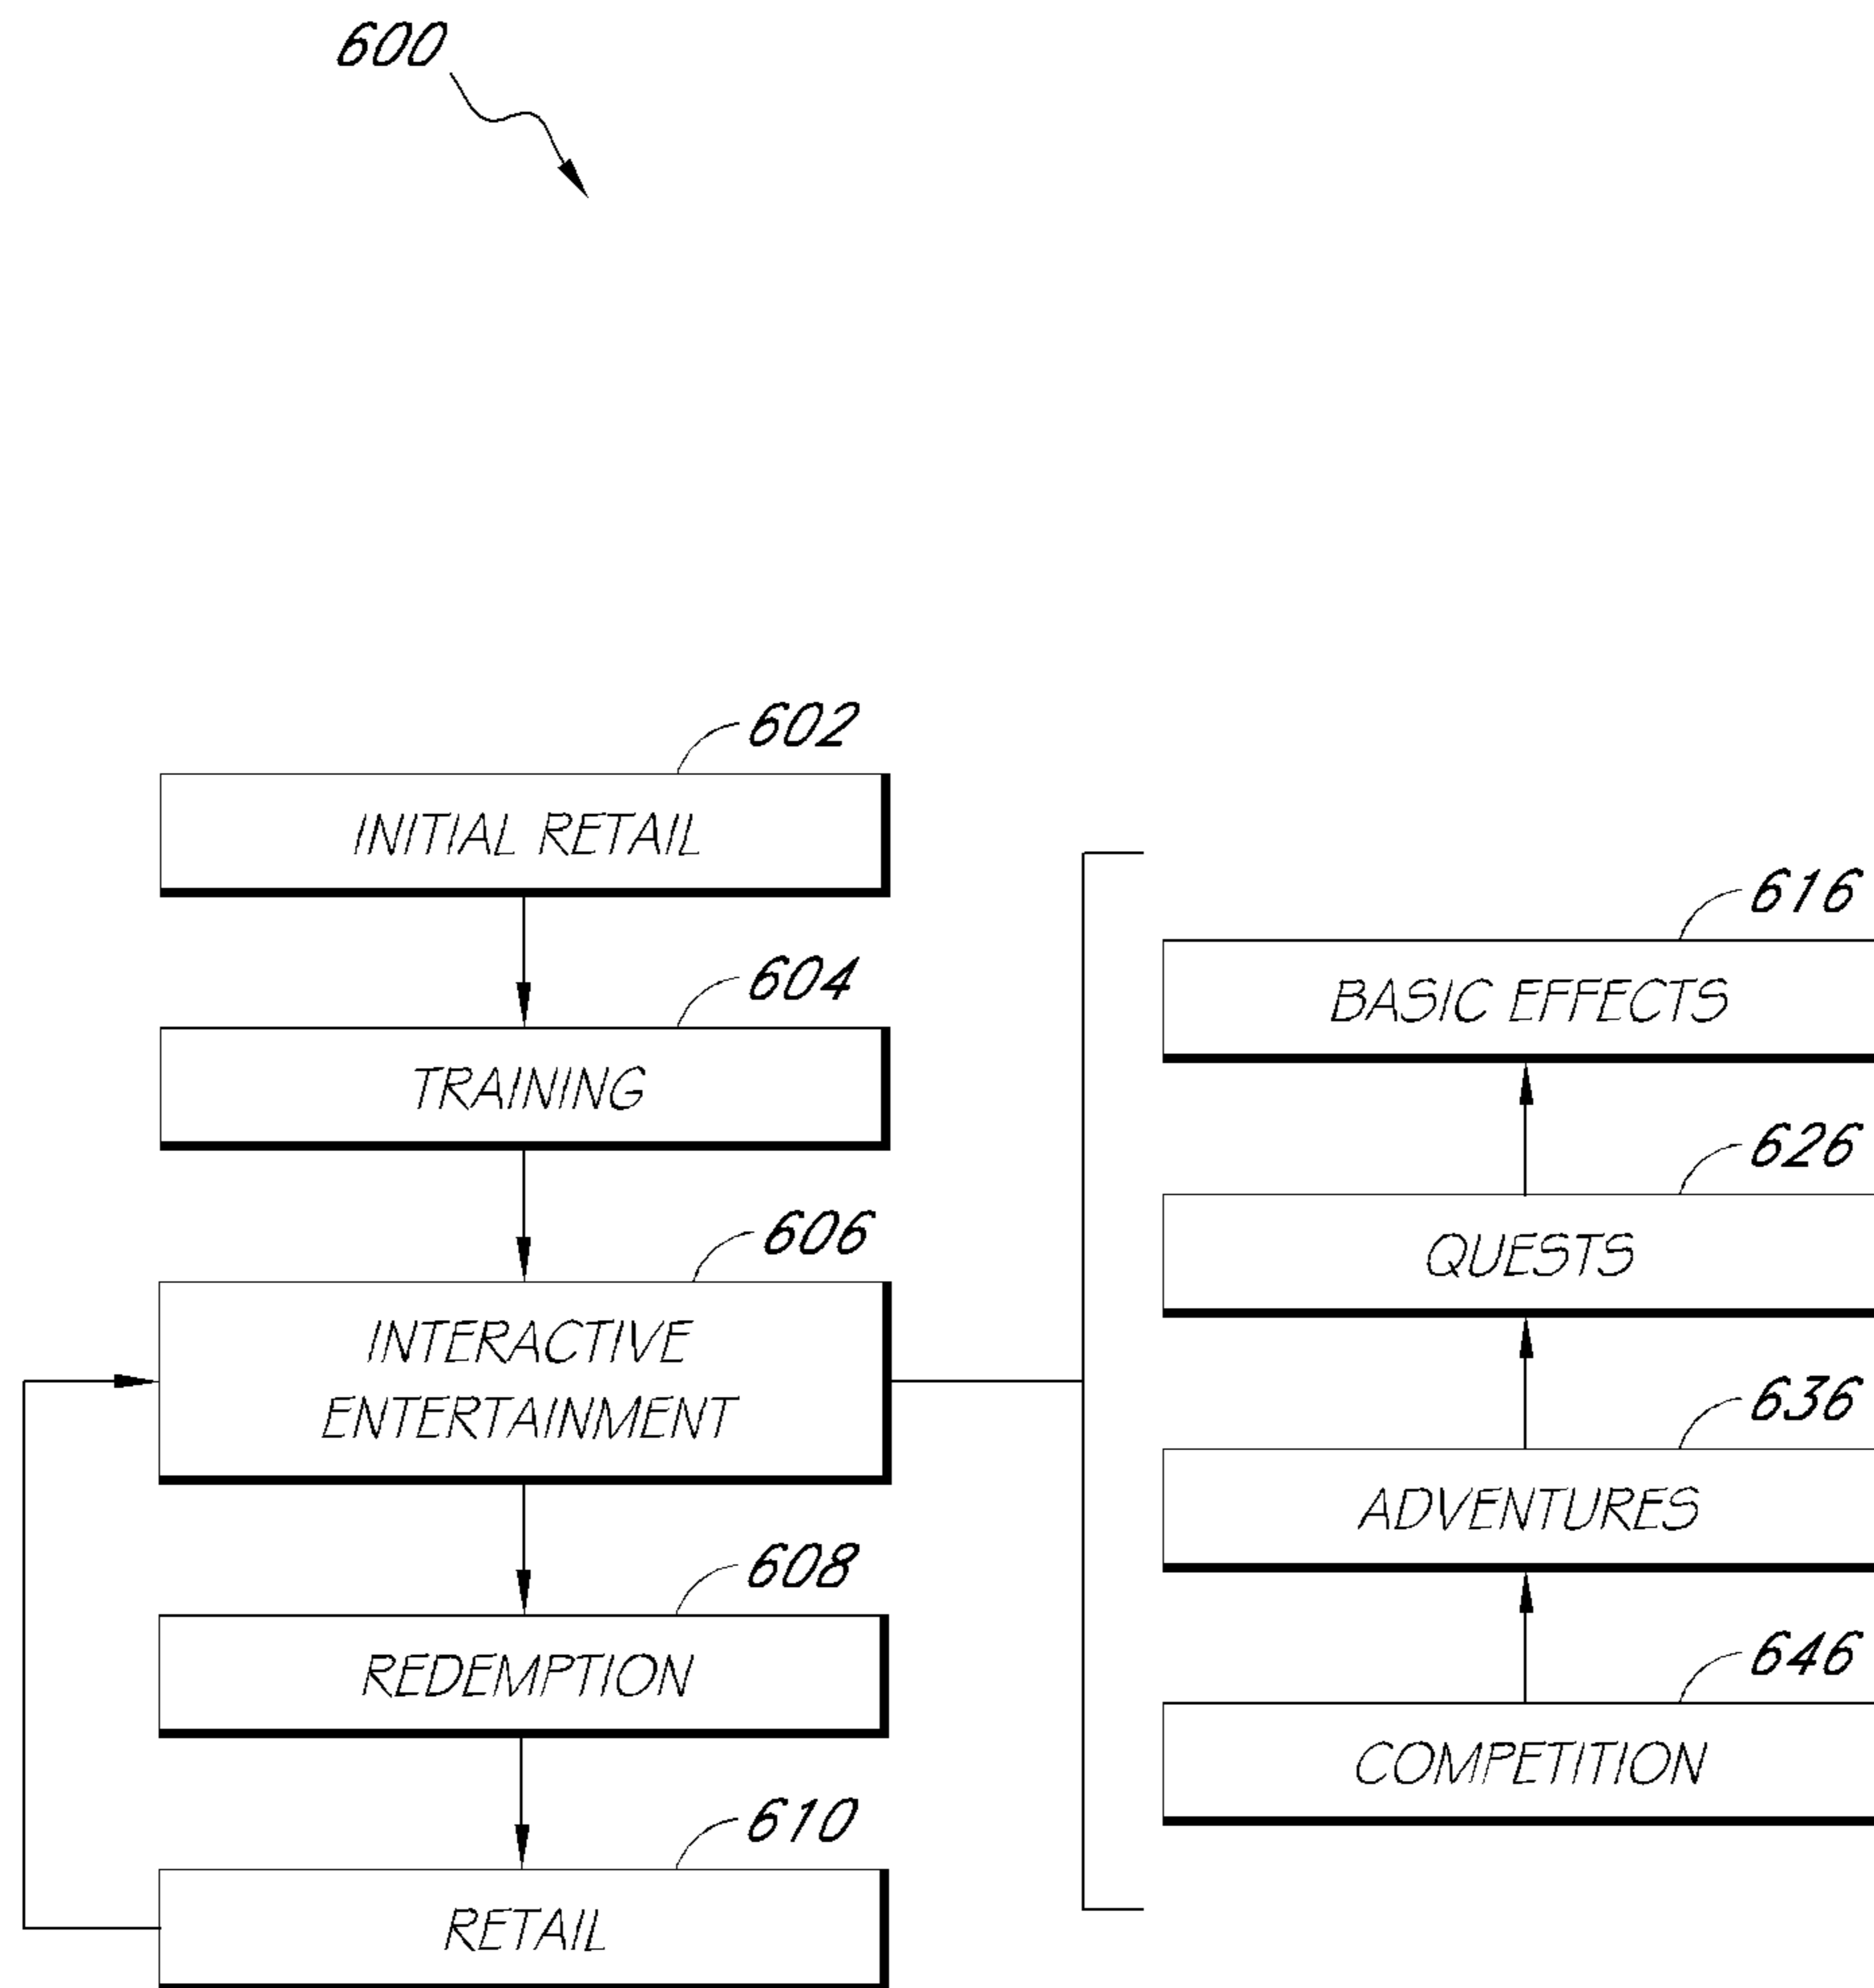 600
602
INITIAL RETAIL
604
TRAINING
606
INTERACTIVE
ENTERTAINMENT
608
REDEMPTION
610
RETAIL
616
BASIC EFFECTS
626
QUESTS
636
ADVENTURES
646
COMPETITION